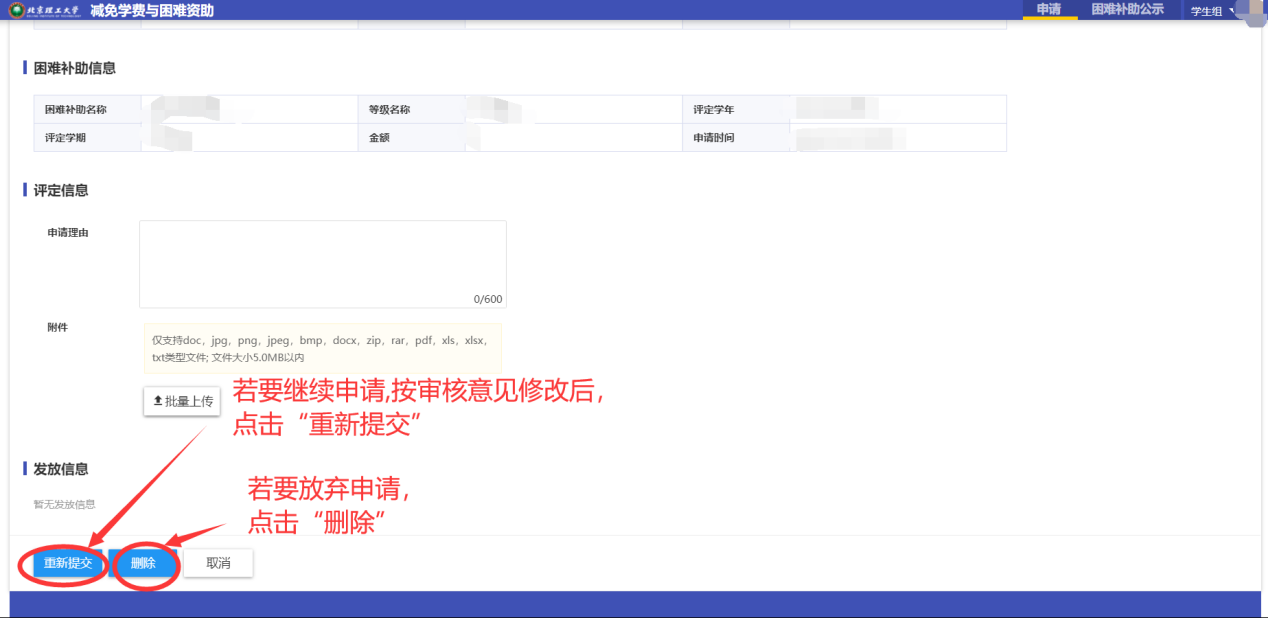 北京理工大学 减免学费与困难资助 申请 困难补助公示 学生组
困难补助信息
困难补助名称 等级名称 评定学年
评定学期 金额 申请时间
评定信息
申请理由
0/600
附件
仅支持doc，jpg，png，jpeg，bmp，docx，zip，rar，pdf，xls，xlsx，
txt类型文件; 文件大小5.0MB以内
批量上传
若要继续申请,按审核意见修改后，
点击“重新提交”
发放信息
暂无发放信息
若要放弃申请，
点击“删除”
重新提交 删除 取消